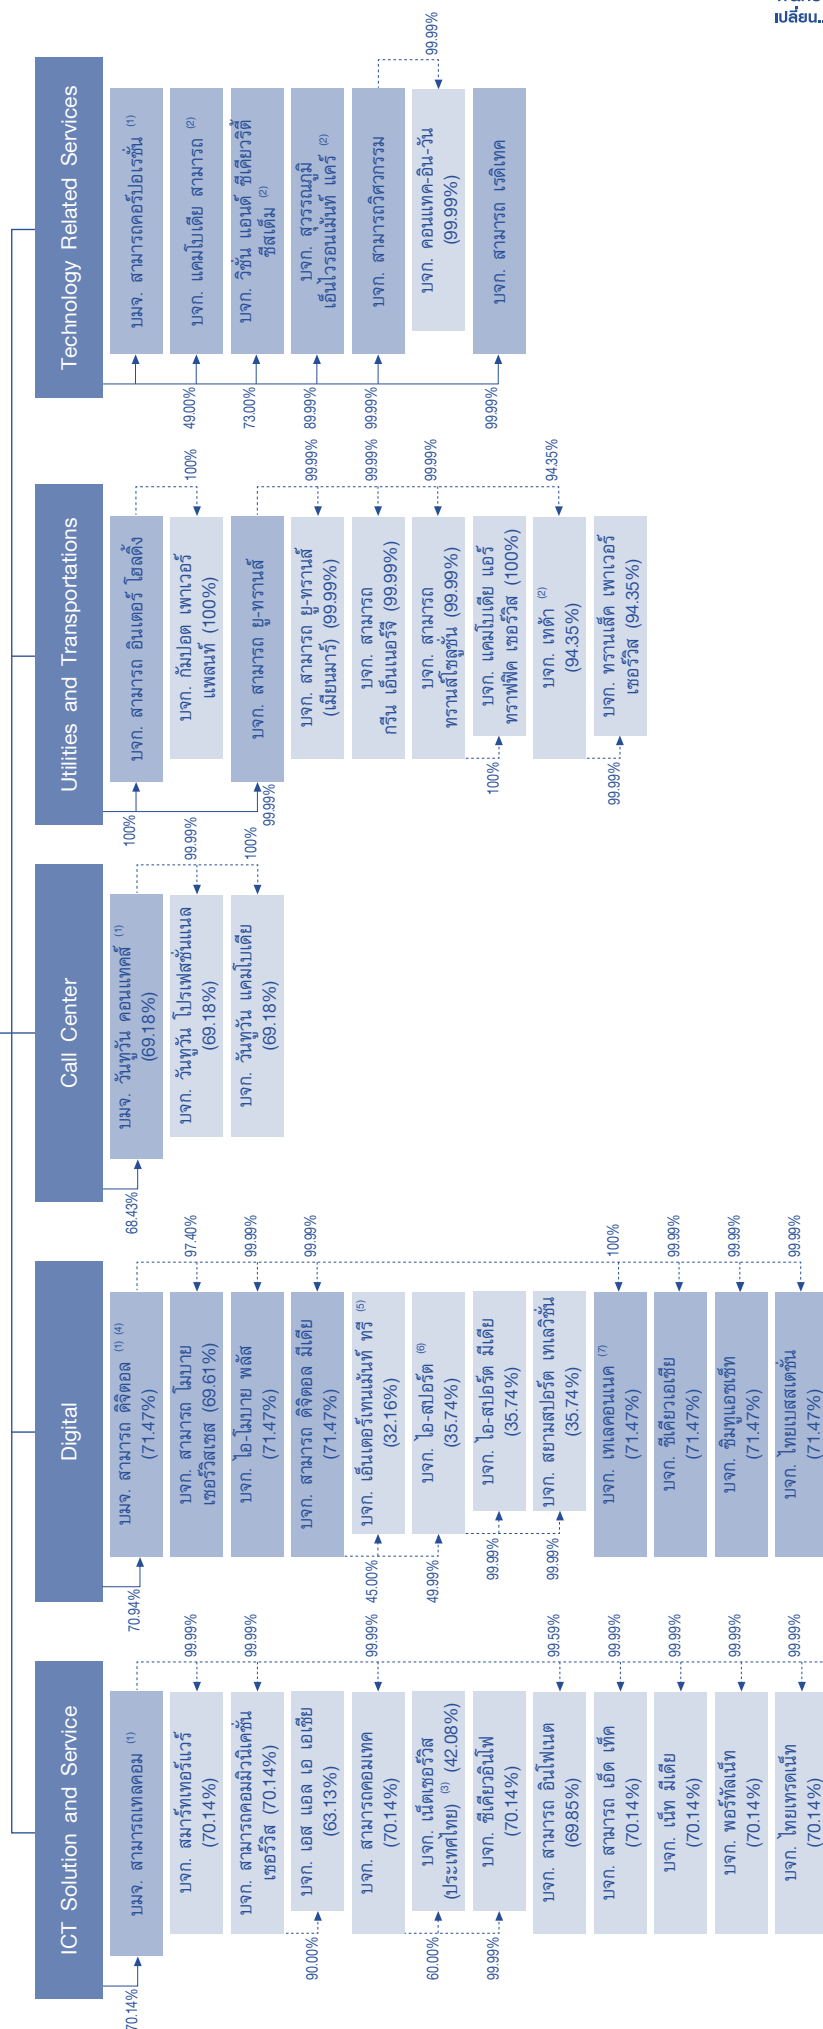 เปลี่ยน..
ICT Solution and Service
70.14%
บมจ. สามารถเทลคอม (1)
99.99%
บจก. สมาร์ทเทอร์แวร์
(70.14%)
99.99%
บจก. สามารถคอมมิวนิเคชั่น
เซอร์วิส (70.14%)
90.00%
บจก. เอส แอล เอ เอเชีย
(63.13%)
99.99%
บจก. สามารถคอมเทค
(70.14%)
60.00%
บจก. เน็ตเซอร์วิส
(ประเทศไทย) (3) (42.08%)
99.99%
บจก. ซีเคียวอินโฟ
(70.14%)
99.59%
บจก. สามารถ อินโฟเนต
(69.85%)
99.99%
บจก. สามารถ เอ็ด เท็ค
(70.14%)
99.99%
บจก. เน็ท มีเดีย
(70.14%)
99.99%
บจก. พอร์ทัลเน็ท
(70.14%)
99.99%
บจก. ไทยเทรดเน็ท
(70.14%)
Digital
70.94%
บมจ. สามารถ ดิจิตอล (1) (4)
(71.47%)
97.40%
บจก. สามารถ โมบาย
เซอร์วิสเซส (69.61%)
99.99%
บจก. ไอ-โมบาย พลัส
(71.47%)
99.99%
บจก. สามารถ ดิจิตอล มีเดีย
(71.47%)
45.00%
บจก. เอ็นเตอร์เทนเม้นท์ ทรี (5)
(32.16%)
49.99%
บจก. ไอ-สปอร์ต (6)
(35.74%)
99.99%
บจก. ไอ-สปอร์ต มีเดีย
(35.74%)
99.99%
บจก. สยามสปอร์ต เทเลวิชั่น
(35.74%)
100%
บจก. เทเลคอนเนค (7)
(71.47%)
99.99%
บจก. ซีเคียวเอเซีย
(71.47%)
99.99%
บจก. ซิมทูแอซเซ็ท
(71.47%)
99.99%
บจก. ไทยเบสสเตชั่น
(71.47%)
Call Center
68.43%
บมจ. วันทูวัน คอนแทคส์ (1)
(69.18%)
99.99%
บจก. วันทูวัน โปรเฟสชั่นแนล
(69.18%)
100%
บจก. วันทูวัน แคมโบเดีย
(69.18%)
Utilities and Transportations
100%
บจก. สามารถ อินเตอร์ โฮลดิ้ง
100%
บจก. กัมปอต เพาเวอร์
แพลนท์ (100%)
99.99%
บจก. สามารถ ยู-ทรานส์
99.99%
บจก. สามารถ ยู-ทรานส์
(เมียนมาร์) (99.99%)
99.99%
บจก. สามารถ
กรีน เอ็นเนอร์จี (99.99%)
99.99%
บจก. สามารถ
ทรานส์โซลูชั่น (99.99%)
100%
บจก. แคมโบเดีย แอร์
ทราฟฟิค เซอร์วิส (100%)
94.35%
บจก. เทด้า (2)
(94.35%)
99.99%
บจก. ทรานเส็ค เพาเวอร์
เซอร์วิส (94.35%)
Technology Related Services
บมจ. สามารถคอร์ปอเรชั่น (1)
49.00%
บจก. แคมโบเดีย สามารถ (2)
73.00%
บจก. วิชั่น แอนด์ ซีเคียวริตี้
ซีสเต็ม (2)
89.99%
บจก. สุวรรณภูมิ
เอ็นไวรอนเม้นท์ แคร์ (2)
99.99%
บจก. สามารถวิศวกรรม
99.99%
บจก. คอนแทค-อิน-วัน
(99.99%)
99.99%
บจก. สามารถ เรดิเทค